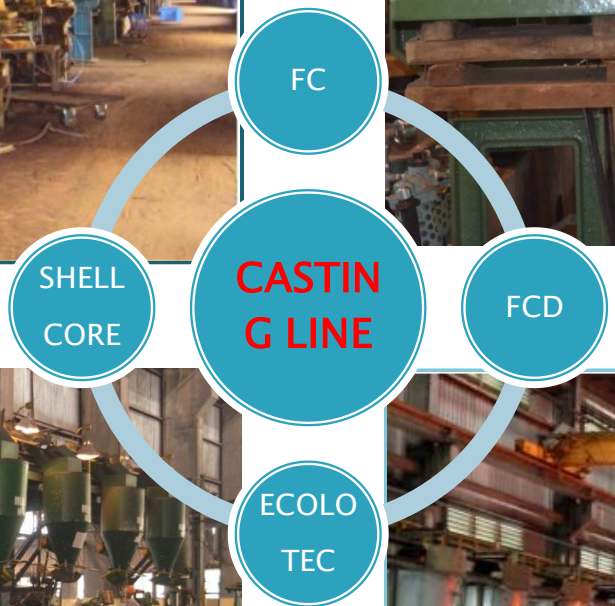 FC
SHELL
CORE
CASTIN
G LINE
FCD
ECOLO
TEC